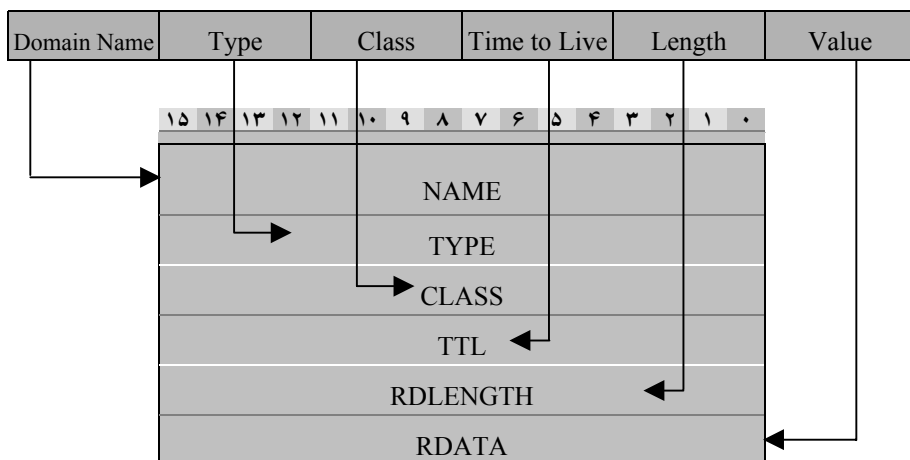 Domain Name Type Class Time to Live Length Value
۱۵ ۱۴ ۱۳ ۱۲ ۱۱ ۱۰ ۹ ۸ ۷ ۶ ۵ ۴ ۳ ۲ ۱ ۰
NAME
TYPE
CLASS
TTL
RDLENGTH
RDATA